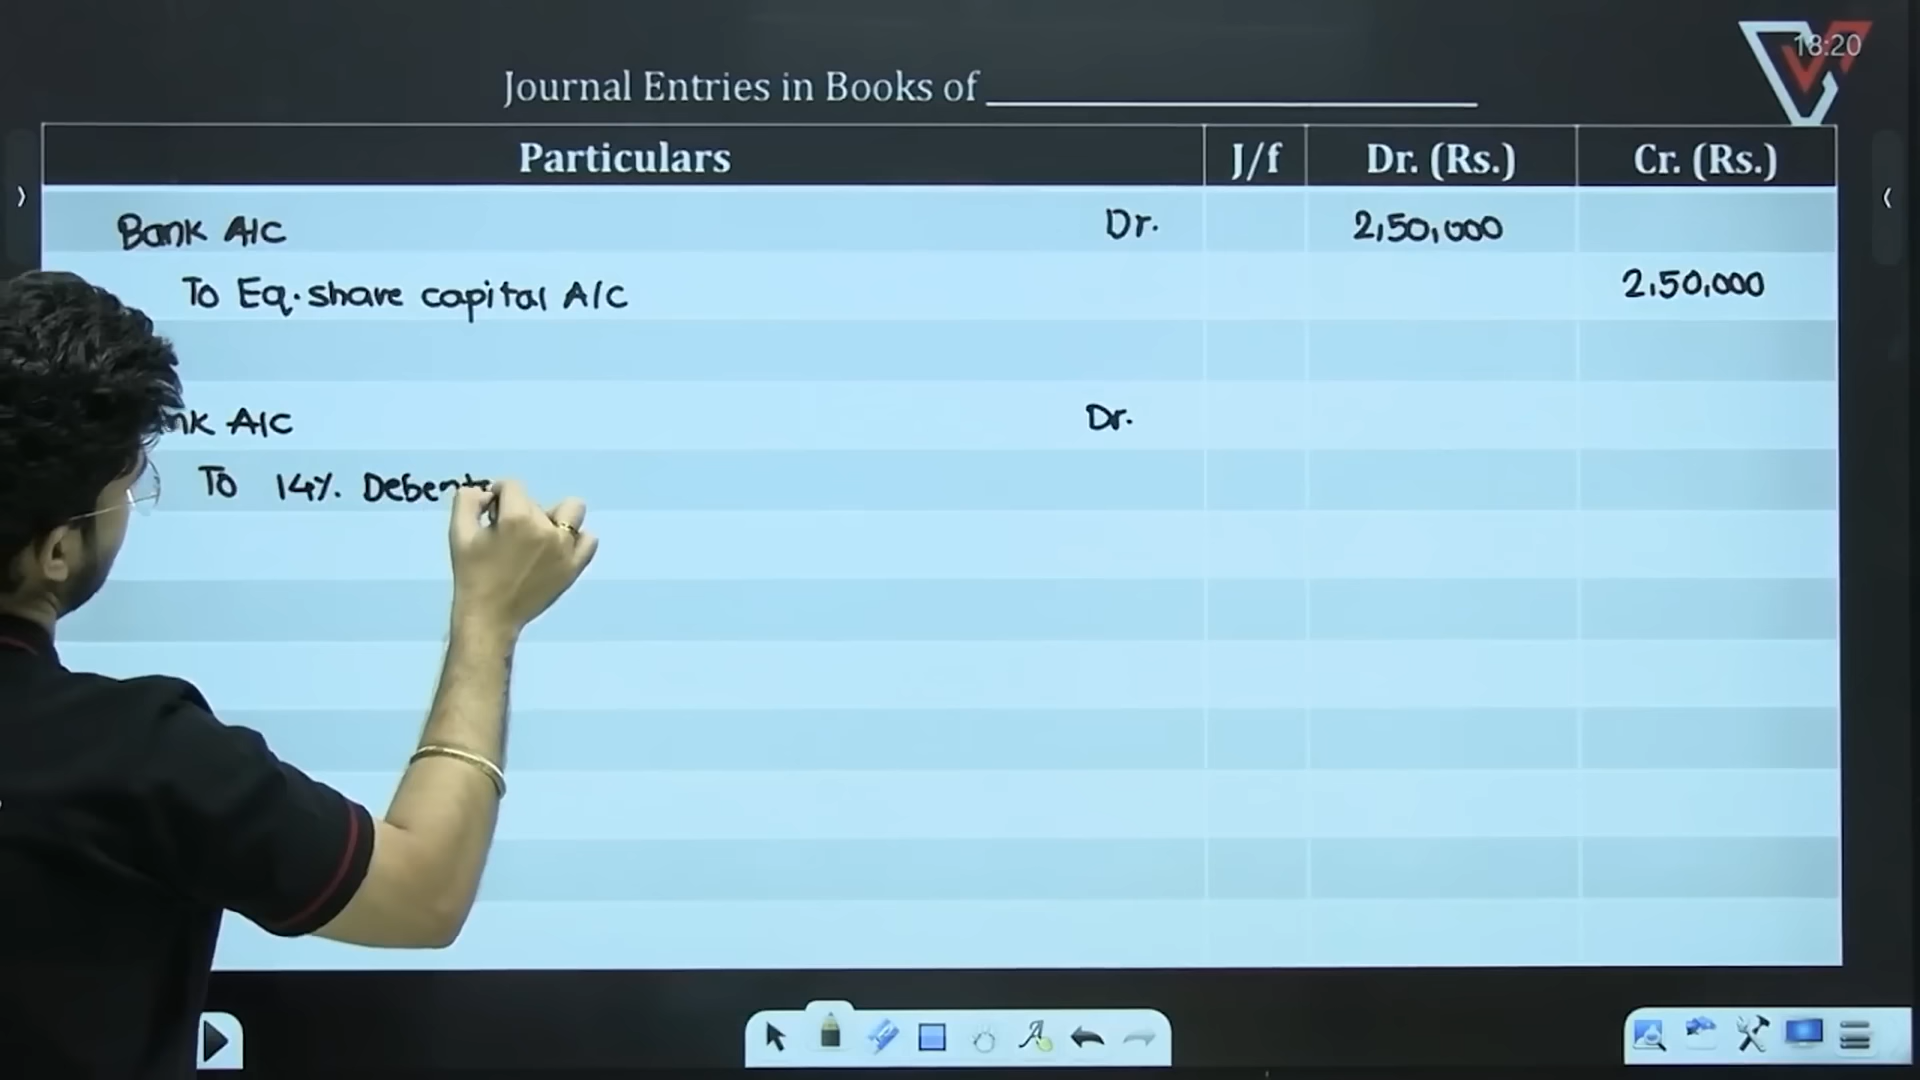 18:20
Journal Entries in Books of
Particulars J/f Dr. (Rs.) Cr. (Rs.)
Bank A/C Dr. 2,50,000
To Eq. share capital A/C 2,50,000
A/C Dr.
To 14%.